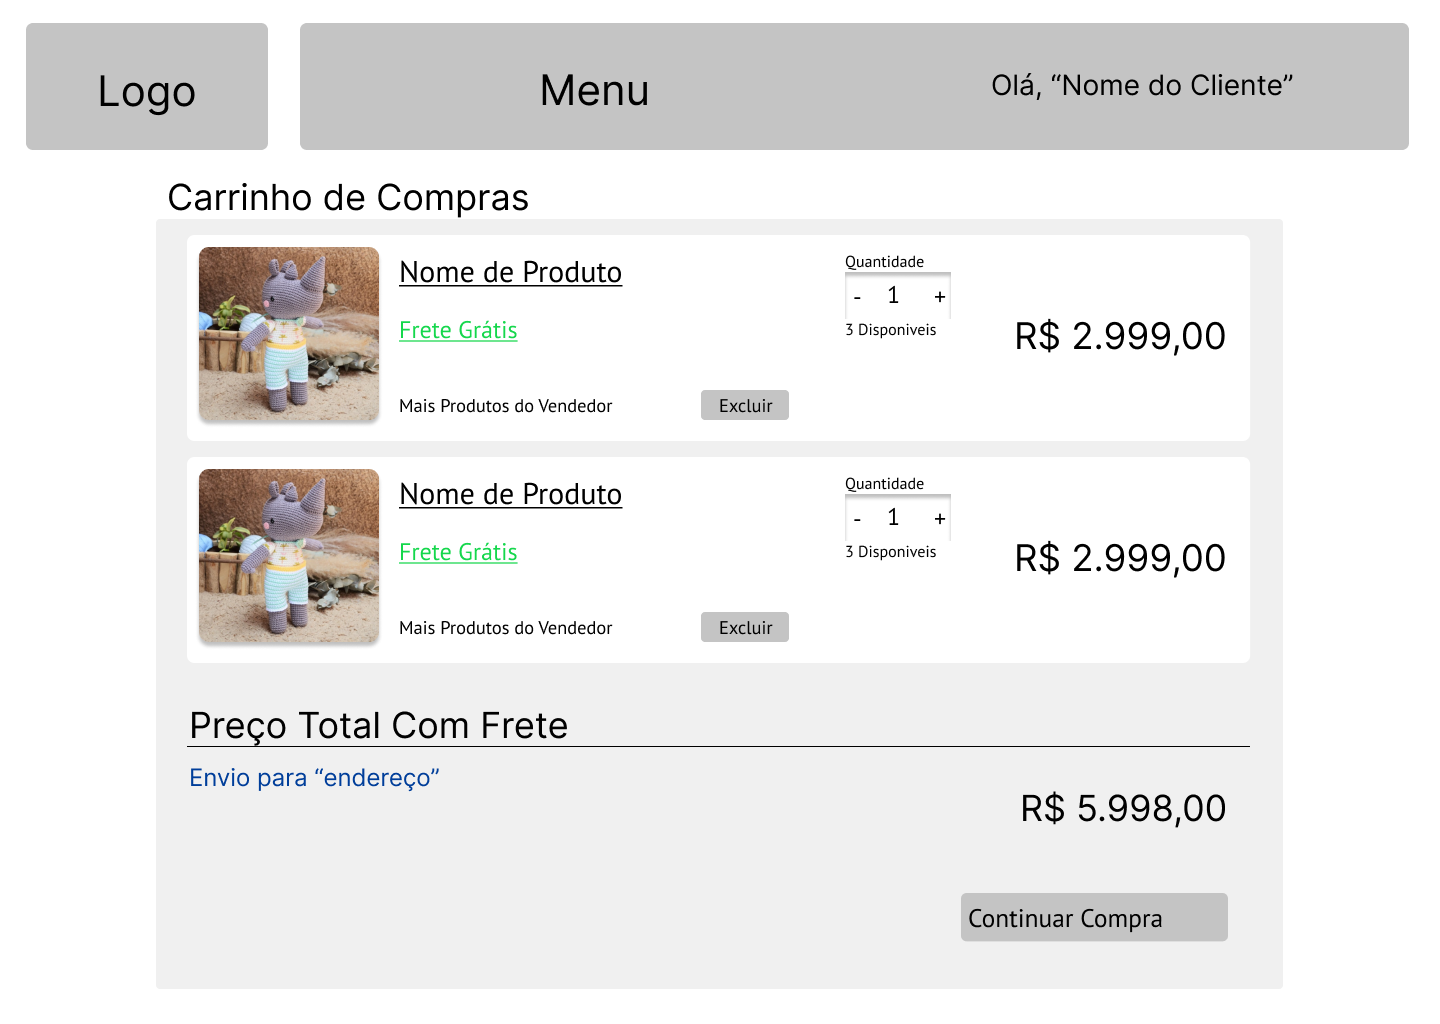 Logo
Menu
Olá, “Nome do Cliente”
Carrinho de Compras
Nome de Produto
Frete Grátis
Mais Produtos do Vendedor
Excluir
Quantidade
- 1 +
3 Disponiveis
R$ 2.999,00
Nome de Produto
Frete Grátis
Mais Produtos do Vendedor
Excluir
Quantidade
- 1 +
3 Disponiveis
R$ 2.999,00
Preço Total Com Frete
Envio para “endereço”
R$ 5.998,00
Continuar Compra